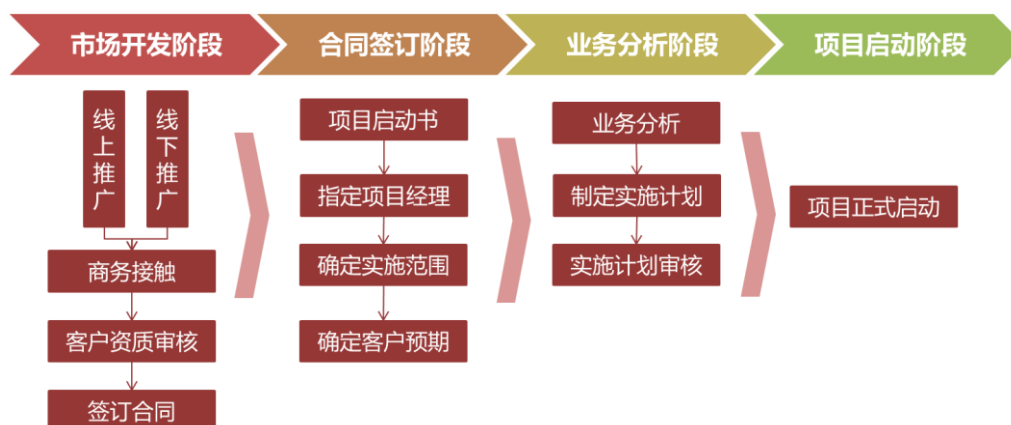 市场开发阶段
合同签订阶段
业务分析阶段
项目启动阶段
线上推广
线下推广
商务接触
客户资质审核
签订合同
项目启动书
指定项目经理
确定实施范围
确定客户预期
业务分析
制定实施计划
实施计划审核
项目正式启动